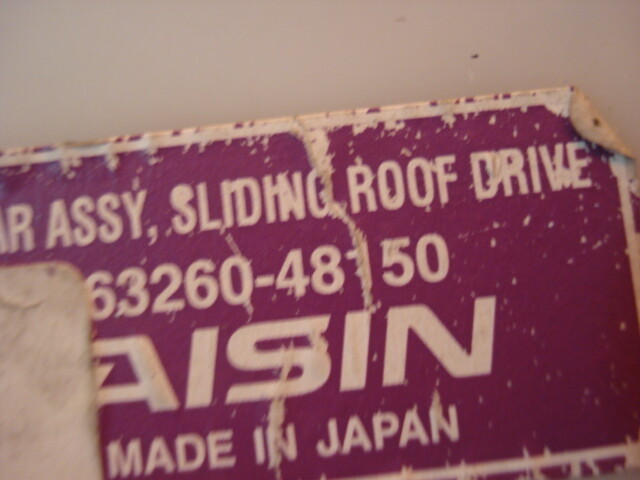 AR ASSY, SLIDING ROOF DRIVE
63260-48150
AISIN
MADE IN JAPAN